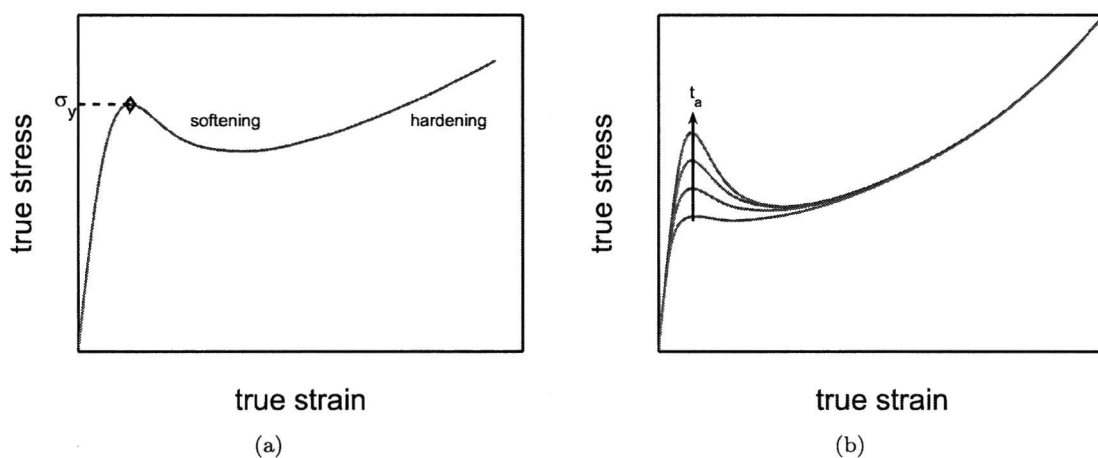 true stress
σy
softening
hardening
true strain
(a)
true stress
ta
true strain
(b)